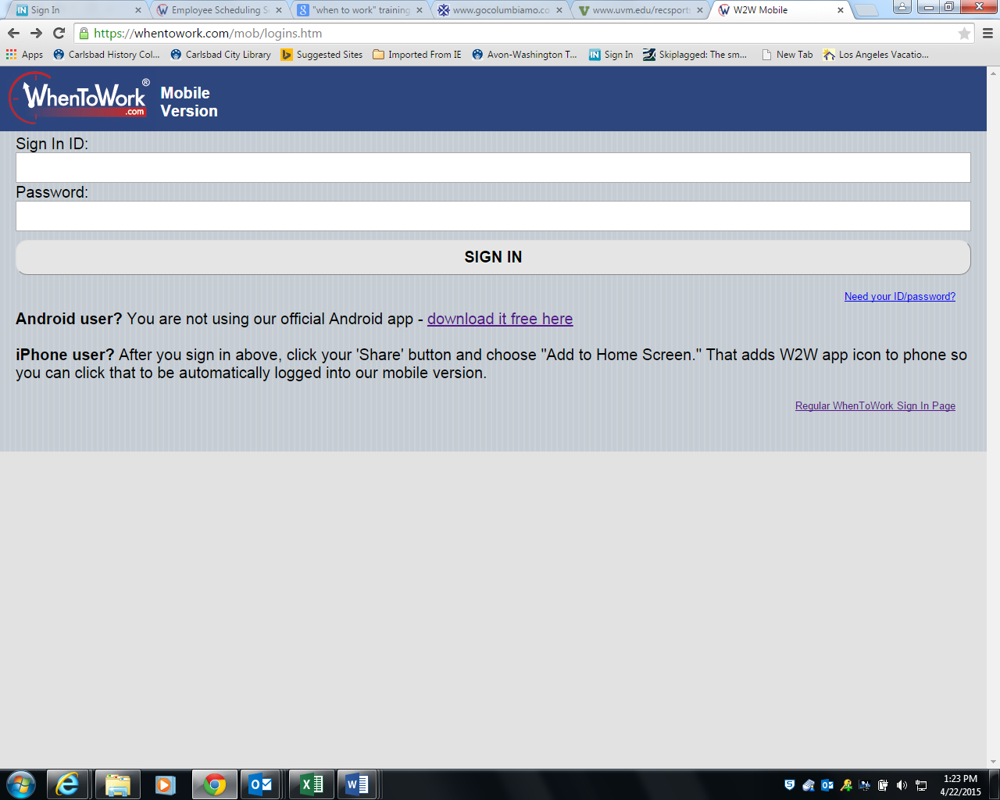 Sign In
Employee Scheduling S
"when to work" training
www.gocolumbiamo.co
www.uvm.edu/recsports
W2W Mobile
https://whentowork.com/mob/logins.htm
Apps
Carlsbad History Col...
Carlsbad City Library
Suggested Sites
Imported From IE
Avon-Washington T...
Sign In
Skiplagged: The sm...
New Tab
Los Angeles Vacatio...
WhenToWork®
.com
Mobile
Version
Sign In ID:
Password:
SIGN IN
Need your ID/password?
Android user? You are not using our official Android app - download it free here
iPhone user? After you sign in above, click your 'Share' button and choose "Add to Home Screen." That adds W2W app icon to phone so
you can click that to be automatically logged into our mobile version.
Regular WhenToWork Sign In Page
1:23 PM
4/22/2015